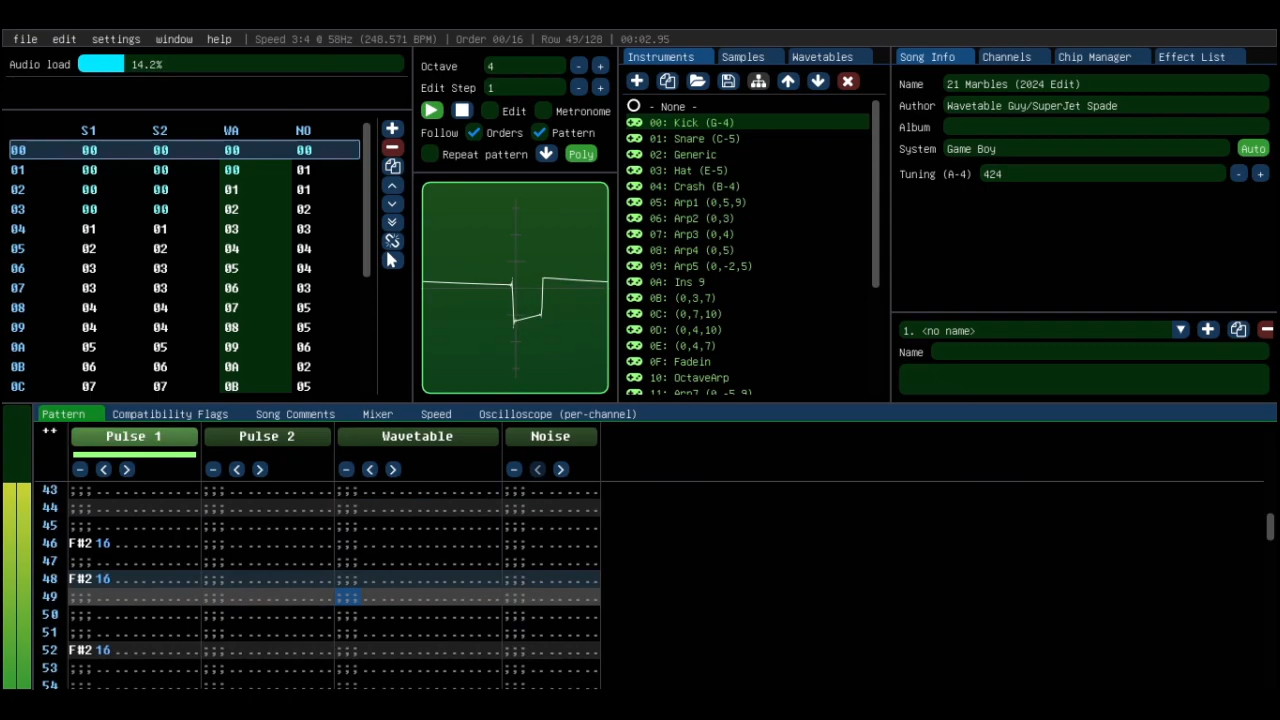 file edit settings window help | Speed 3:4 @ 58Hz (248.571 BPM) | Order 00/16 | Row 49/128 | 00:02.95
Audio load 14.2%
S1 S2 WA NO
00 00 00 00 00
01 00 00 00 01
02 00 00 01 02
03 00 00 02 02
04 01 01 03 03
05 02 02 04 04
06 03 03 05 04
07 03 03 06 03
08 04 04 07 05
09 04 04 08 05
0A 05 05 09 06
0B 06 06 0A 02
0C 07 07 0B 05
Octave 4 - +
Edit Step 1 - +
Edit Metronome
Follow Orders Pattern
Repeat pattern Poly
Instruments Samples Wavetables
- None -
00: Kick (G-4)
01: Snare (C-5)
02: Generic
03: Hat (E-5)
04: Crash (B-4)
05: Arp1 (0,5,9)
06: Arp2 (0,3)
07: Arp3 (0,4)
08: Arp4 (0,5)
09: Arp5 (0,-2,5)
0A: Ins 9
0B: (0,3,7)
0C: (0,7,10)
0D: (0,4,10)
0E: (0,4,7)
0F: Fadein
10: OctaveArp
11: Arp7 (0,-5,9)
Song Info Channels Chip Manager Effect List
Name 21 Marbles (2024 Edit)
Author Wavetable Guy/SuperJet Spade
Album
System Game Boy Auto
Tuning (A-4) 424 - +
1. <no name>
Name
Pattern Compatibility Flags Song Comments Mixer Speed Oscilloscope (per-channel)
++ Pulse 1 Pulse 2 Wavetable Noise
43
44
45
46 F#2 16
47
48 F#2 16
49
50
51
52 F#2 16
53
54